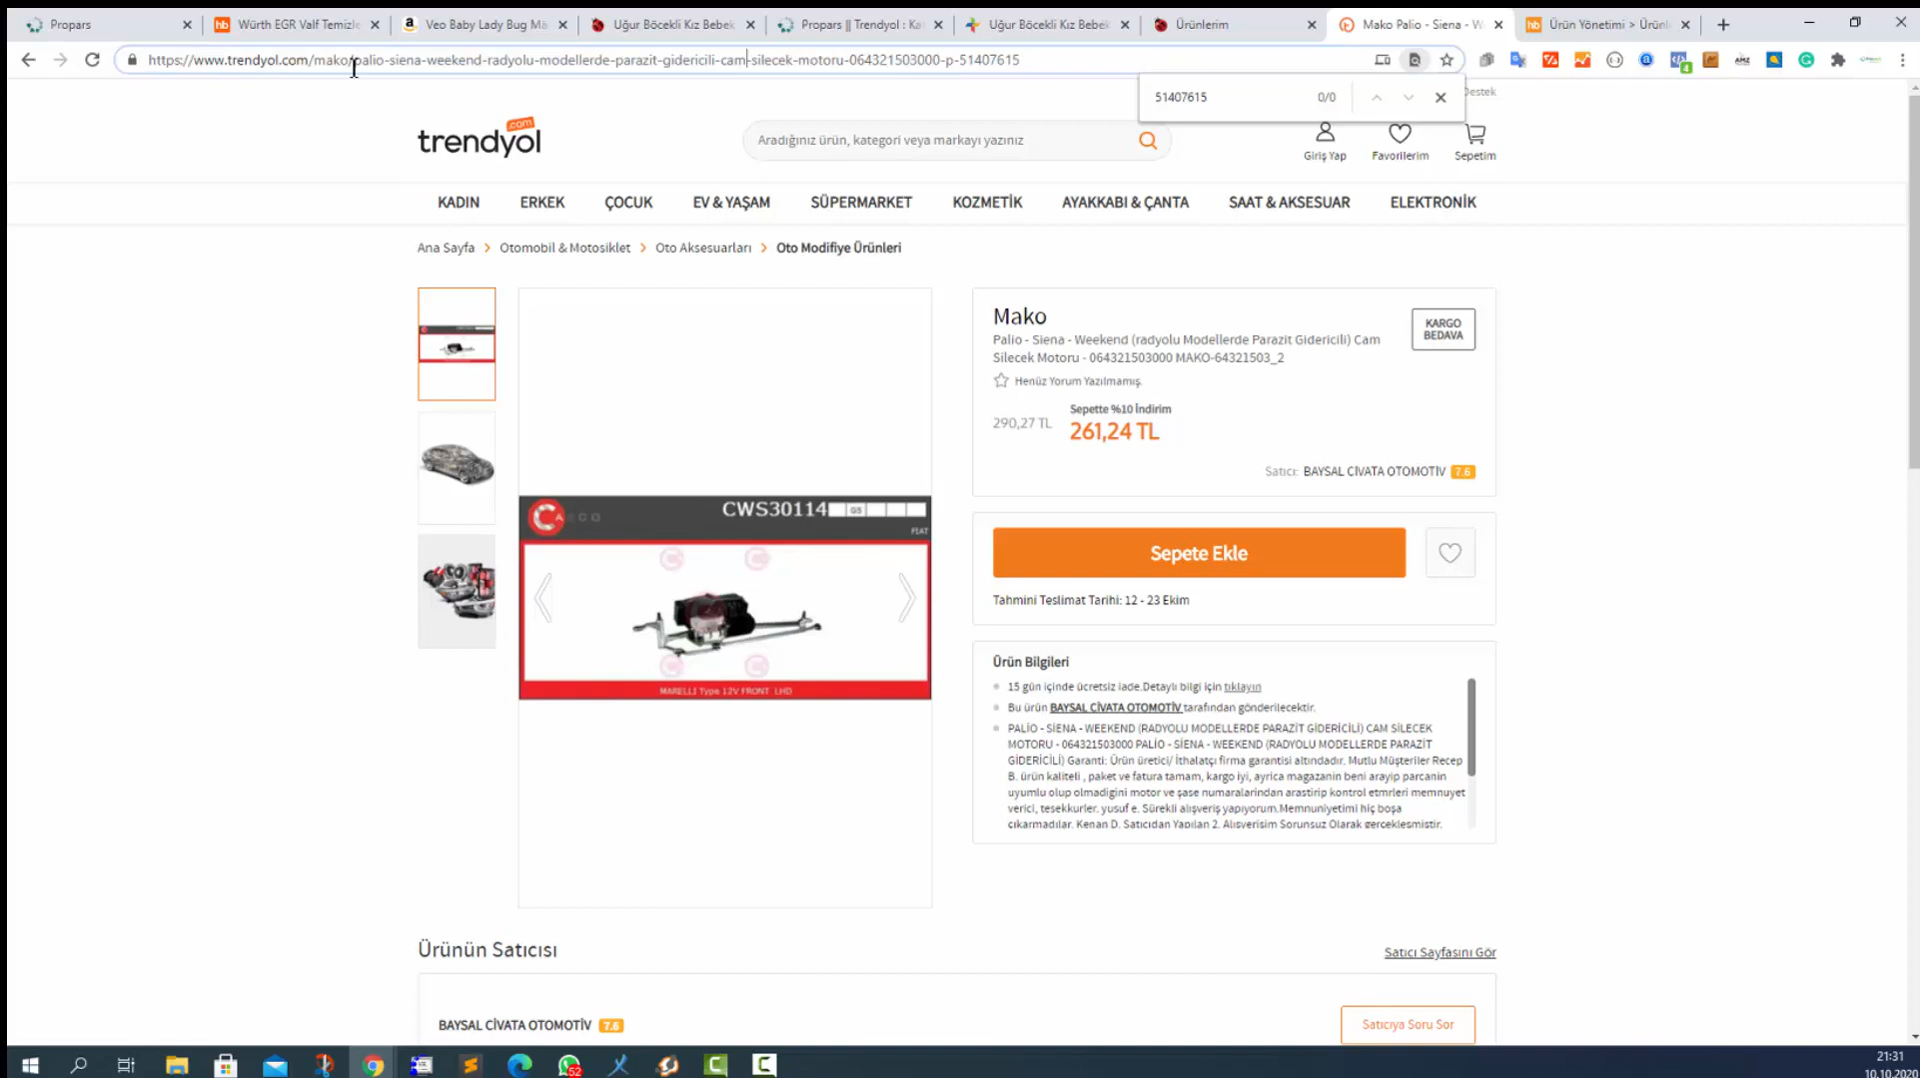 Propars
Würth EGR Valf Temizle
Veo Baby Lady Bug Ma
Uğur Böcekli Kız Bebek
Propars || Trendyol : Ka
Uğur Böcekli Kız Bebek
Ürünlerim
Mako Palio - Siena - W
Ürün Yönetimi > Ürünl
https://www.trendyol.com/mako/palio-siena-weekend-radyolu-modellerde-parazit-gidericili-cam-silecek-motoru-064321503000-p-51407615
51407615 0/0
Destek
trendyol
.com
Aradığınız ürün, kategori veya markayı yazınız
Giriş Yap
Favorilerim
Sepetim
KADIN ERKEK ÇOCUK EV & YAŞAM SÜPERMARKET KOZMETİK AYAKKABI & ÇANTA SAAT & AKSESUAR ELEKTRONİK
Ana Sayfa > Otomobil & Motosiklet > Oto Aksesuarları > Oto Modifiye Ürünleri
CWS30114
GS
FIAT
MARELLI Type 12V FRONT LHD
Mako
Palio - Siena - Weekend (radyolu Modellerde Parazit Gidericili) Cam
Silecek Motoru - 064321503000 MAKO-64321503_2
KARGO
BEDAVA
Henüz Yorum Yazılmamış.
290,27 TL
Sepette %10 İndirim
261,24 TL
Satıcı: BAYSAL CİVATA OTOMOTİV 7.6
Sepete Ekle
Tahmini Teslimat Tarihi: 12 - 23 Ekim
Ürün Bilgileri
15 gün içinde ücretsiz iade.Detaylı bilgi için tıklayın
Bu ürün BAYSAL CİVATA OTOMOTİV tarafından gönderilecektir.
PALİO - SİENA - WEEKEND (RADYOLU MODELLERDE PARAZİT GİDERİCİLİ) CAM SİLECEK
MOTORU - 064321503000 PALİO - SİENA - WEEKEND (RADYOLU MODELLERDE PARAZİT
GİDERİCİLİ) Garanti: Ürün üretici/ İthalatçı firma garantisi altındadır. Mutlu Müşteriler Recep
B. ürün kaliteli , paket ve fatura tamam, kargo iyi, ayrica magazanin beni arayip parcanin
uyumlu olup olmadigini motor ve şase numaralarindan arastirip kontrol etmrleri memnuyet
verici, tesekkurler. yusuf e. Sürekli alışveriş yapıyorum.Memnuniyetimi hiç boşa
çıkarmadılar. Kenan D. Satıcıdan Yapılan 2. Alışverişim Sorunsuz Olarak gerçekleşmiştir.
Ürünün Satıcısı
Satıcı Sayfasını Gör
BAYSAL CİVATA OTOMOTİV 7.6
Satıcıya Soru Sor
52
21:31
10.10.2020